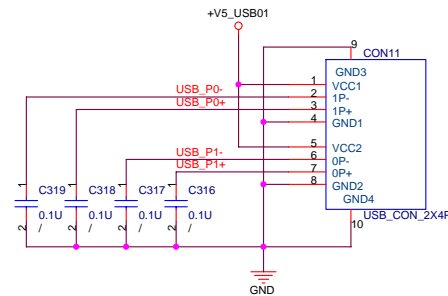 +V5_USB01
9
CON11
GND3
USB_P0-
1
VCC1
USB_P0+
2
1P-
3
1P+
4
GND1
5
VCC2
USB_P1-
6
0P-
USB_P1+
7
0P+
8
GND2
GND4
1 C319 1 C318 1 C317 1 C316
0.1U 0.1U 0.1U 0.1U
2 / 2 / 2 / 2 /
10
USB_CON_2X4P
GND